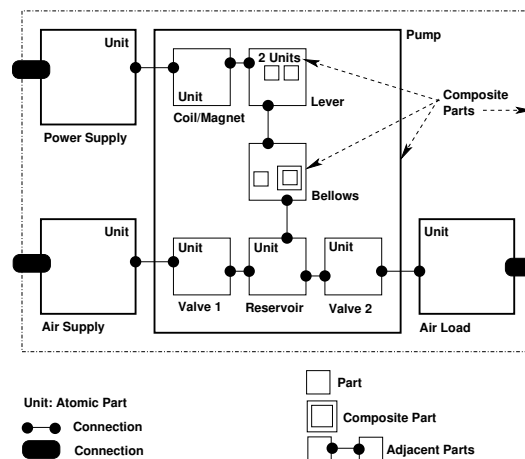 Unit
Power Supply
Unit
Coil/Magnet
2 Units
Lever
Pump
Composite
Parts
Bellows
Unit
Air Supply
Unit
Valve 1
Unit
Reservoir
Unit
Valve 2
Unit
Air Load
Unit: Atomic Part
Connection
Connection
Part
Composite Part
Adjacent Parts